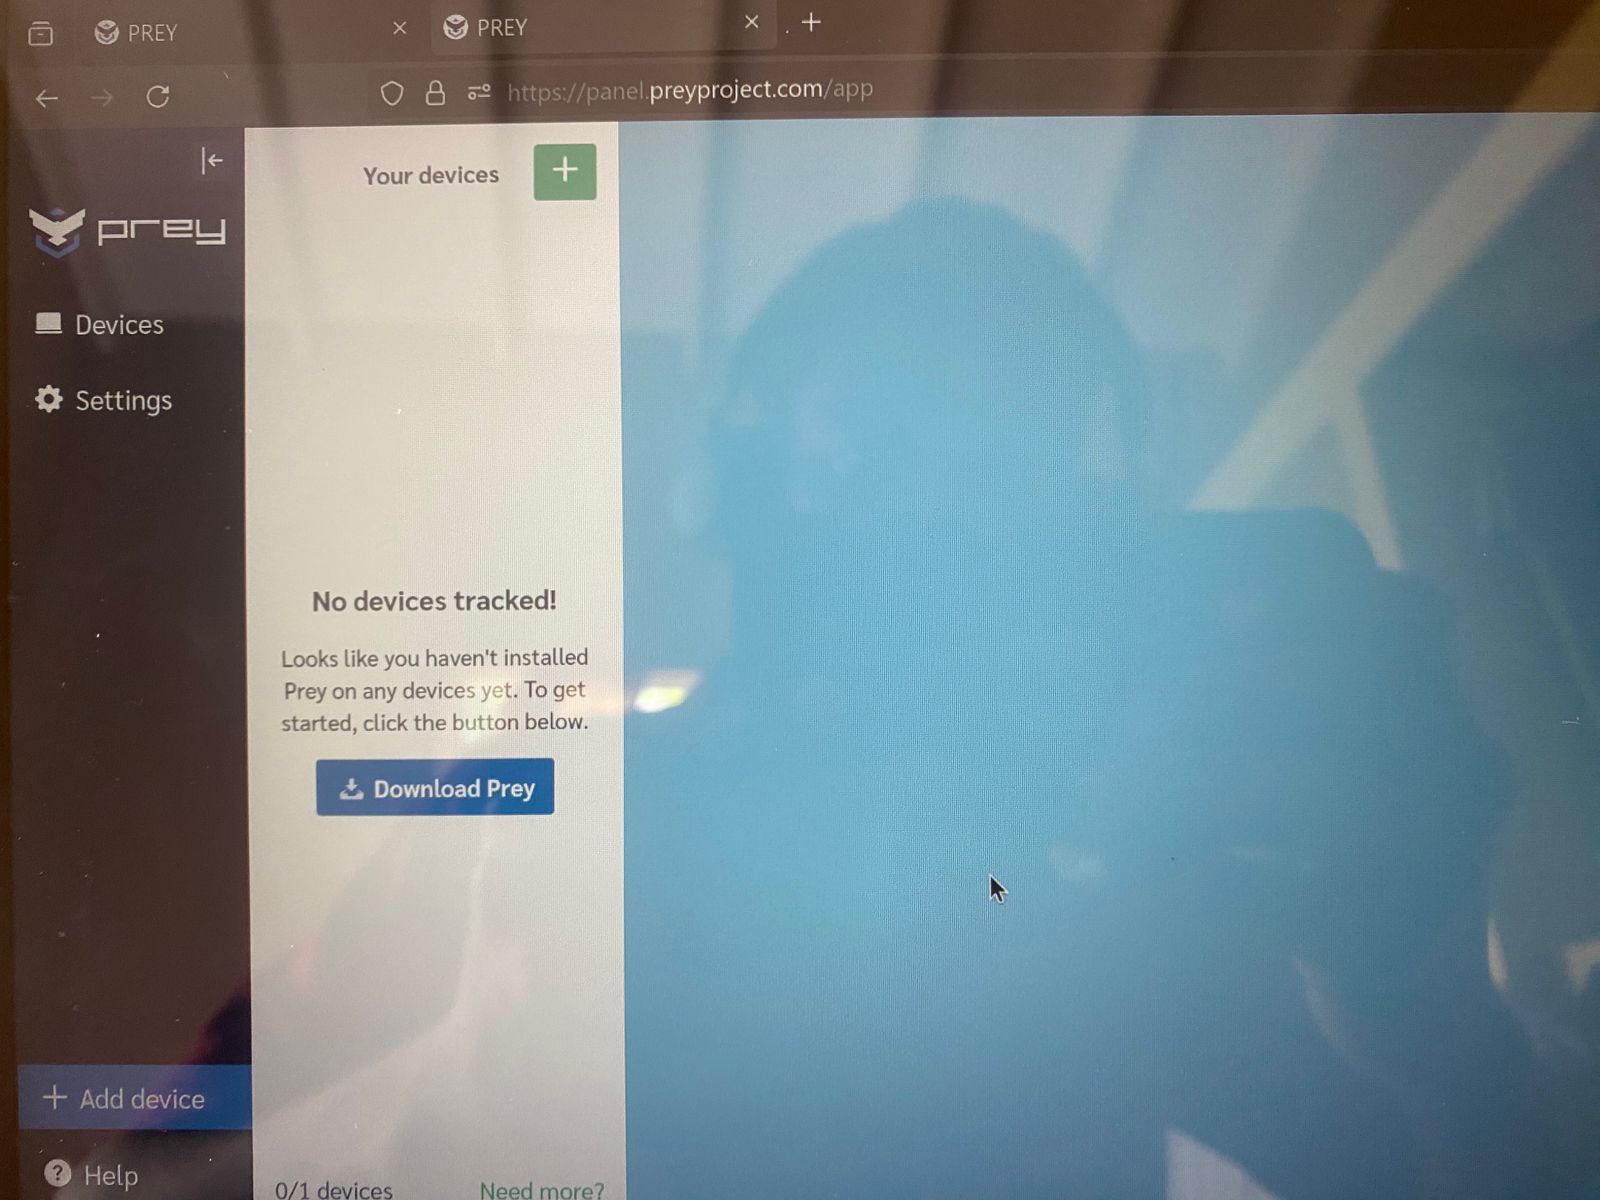 PREY
PREY
https://panel.preyproject.com/app
prey
Devices
Settings
Add device
Help
Your devices
No devices tracked!
Looks like you haven't installed
Prey on any devices yet. To get
started, click the button below.
Download Prey
0/1 devices
Need more?